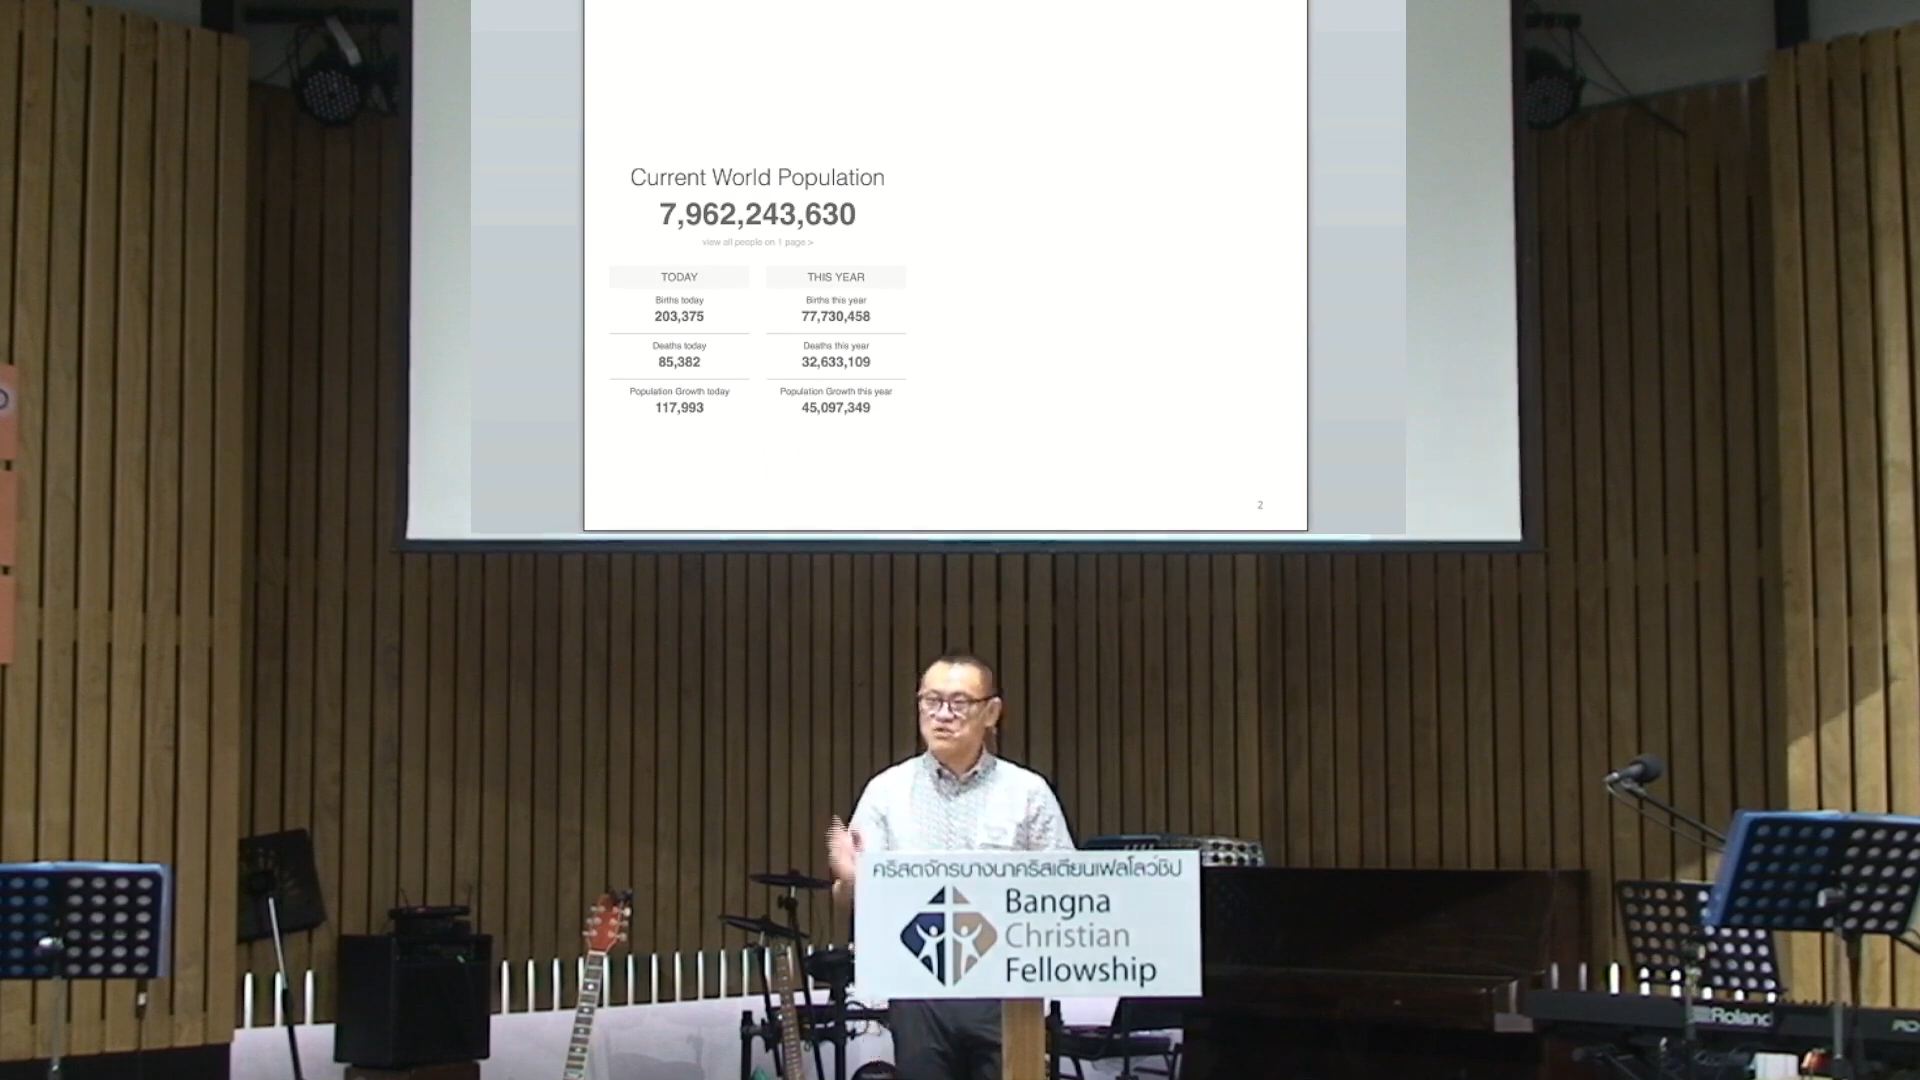 Current World Population
7,962,243,630
view all people on 1 page >
TODAY
Births today
203,375
Deaths today
85,382
Population Growth today
117,993
THIS YEAR
Births this year
77,730,458
Deaths this year
32,633,109
Population Growth this year
45,097,349
2
คริสตจักรบางนาคริสเตียนเฟลโลว์ชิป
Bangna
Christian
Fellowship
Roland